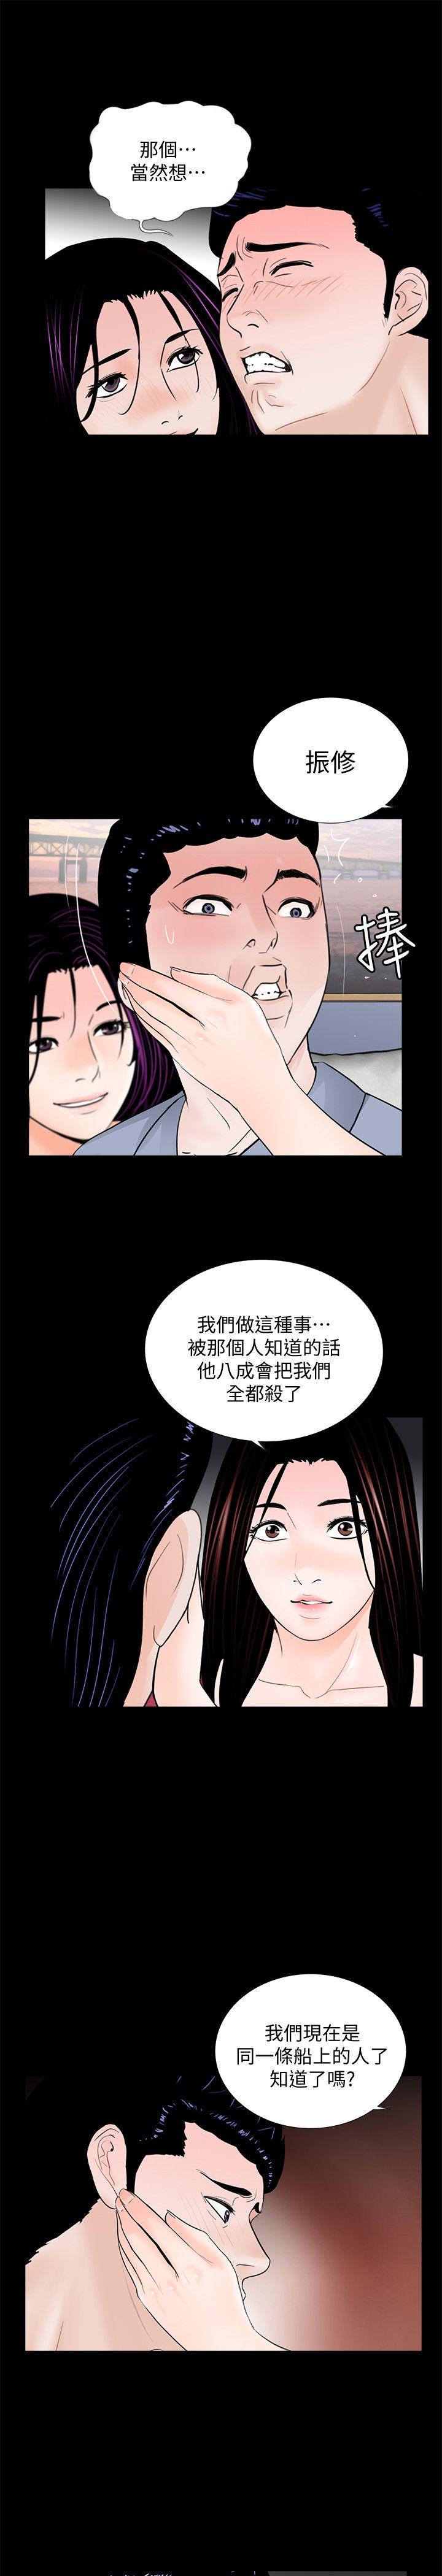 那個⋯
當然想⋯
振修
捧
我們做這種事⋯
被那個人知道的話
他八成會把我們
全都殺了
我們現在是
同一條船上的人了
知道了嗎?